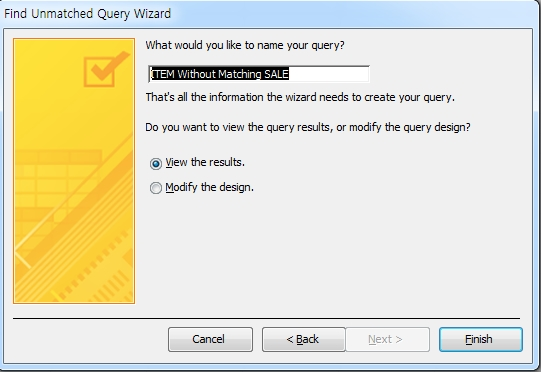 Find Unmatched Query Wizard
What would you like to name your query?
ITEM Without Matching SALE
That's all the information the wizard needs to create your query.
Do you want to view the query results, or modify the query design?
View the results.
Modify the design.
Cancel
< Back
Next >
Finish